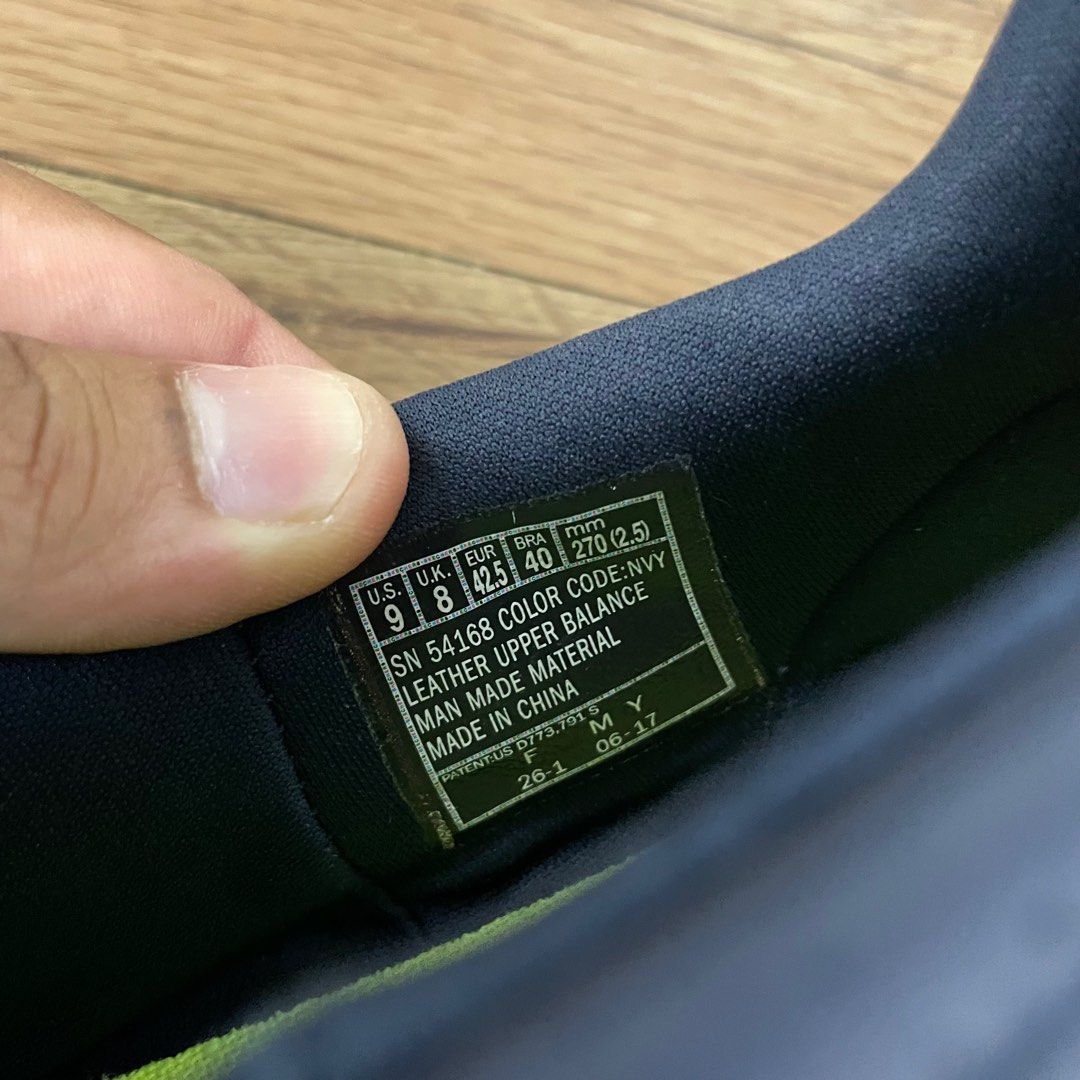 U.S. U.K. EUR BRA mm
9 8 42.5 40 270 (2.5)
SN 54168 COLOR CODE:NVY
LEATHER UPPER BALANCE
MAN MADE MATERIAL
MADE IN CHINA
PATENT:US D773,791 S
F M Y
26-1 06-17